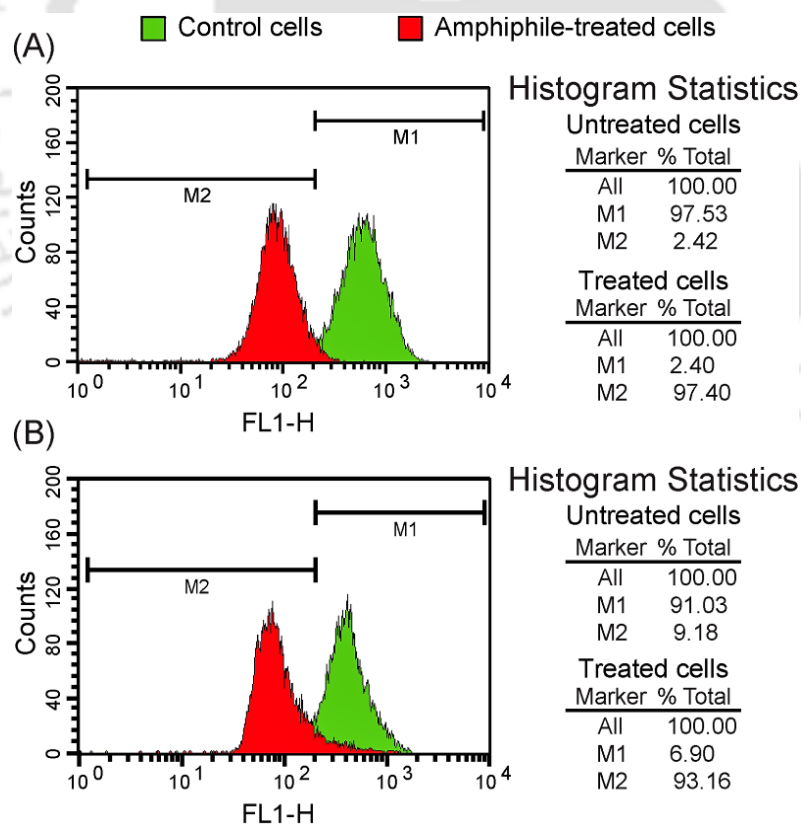 Control cells Amphiphile-treated cells
(A)
Histogram Statistics
Untreated cells
Marker % Total
All 100.00
M1 97.53
M2 2.42
Treated cells
Marker % Total
All 100.00
M1 2.40
M2 97.40
M1
M2
Counts
200
160
120
80
40
0
10^0 10^1 10^2 10^3 10^4
FL1-H
(B)
Histogram Statistics
Untreated cells
Marker % Total
All 100.00
M1 91.03
M2 9.18
Treated cells
Marker % Total
All 100.00
M1 6.90
M2 93.16
M1
M2
Counts
200
160
120
80
40
0
10^0 10^1 10^2 10^3 10^4
FL1-H